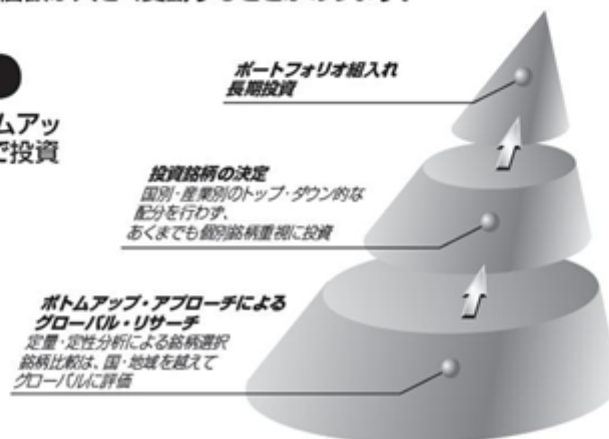 ムアッ
で投資
ポートフォリオ組入れ
長期投資
投資銘柄の決定
国別・産業別のトップ・ダウン的な
配分を行わず、
あくまでも個別銘柄重視に投資
ボトムアップ・アプローチによる
グローバル・リサーチ
定量・定性分析による銘柄選択
銘柄比較は、国・地域を越えて
グローバルに評価